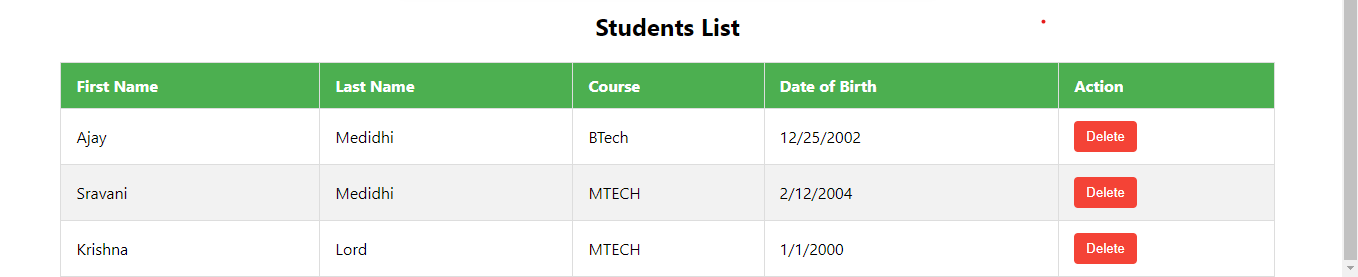 Students List
First Name Last Name Course Date of Birth Action
Ajay Medidhi BTech 12/25/2002 Delete
Sravani Medidhi MTECH 2/12/2004 Delete
Krishna Lord MTECH 1/1/2000 Delete